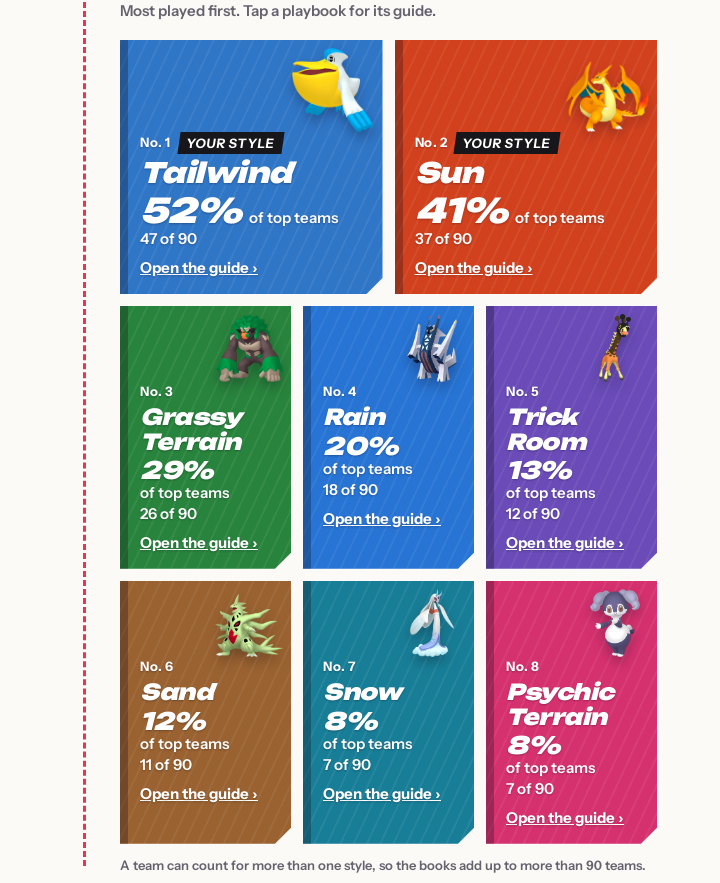 Most played first. Tap a playbook for its guide.
No. 1 YOUR STYLE
Tailwind
52% of top teams
47 of 90
Open the guide ›
No. 2 YOUR STYLE
Sun
41% of top teams
37 of 90
Open the guide ›
No. 3
Grassy
Terrain
29%
of top teams
26 of 90
Open the guide ›
No. 4
Rain
20%
of top teams
18 of 90
Open the guide ›
No. 5
Trick
Room
13%
of top teams
12 of 90
Open the guide ›
No. 6
Sand
12%
of top teams
11 of 90
Open the guide ›
No. 7
Snow
8%
of top teams
7 of 90
Open the guide ›
No. 8
Psychic
Terrain
8%
of top teams
7 of 90
Open the guide ›
A team can count for more than one style, so the books add up to more than 90 teams.